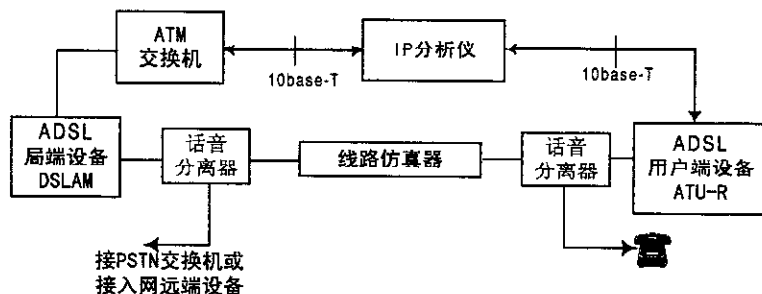 ATM
交换机
IP分析仪
10base-T
10base-T
ADSL
局端设备
DSLAM
话音
分离器
线路仿真器
话音
分离器
ADSL
用户端设备
ATU-R
接PSTN交换机或
接入网远端设备